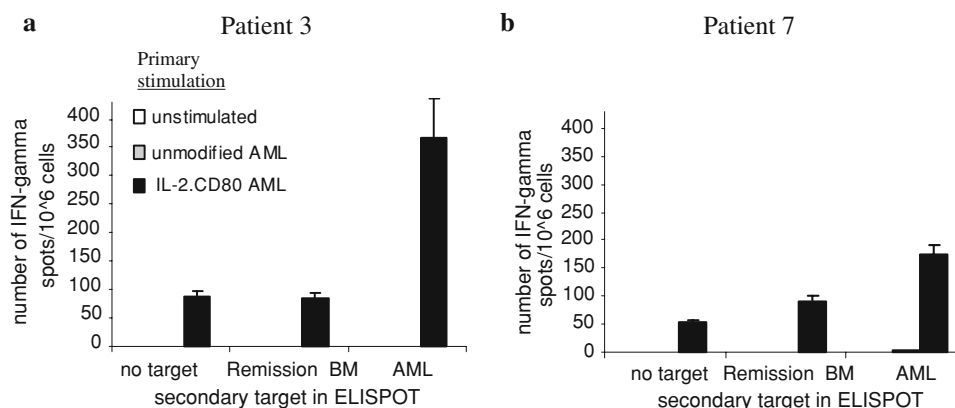 a
Patient 3
Primary
stimulation
unstimulated
unmodified AML
IL-2.CD80 AML
number of IFN-gamma
spots/10^6 cells
400
350
300
250
200
150
100
50
0
no target
Remission BM
AML
secondary target in ELISPOT
b
Patient 7
number of IFN-gamma
spots/10^6 cells
400
350
300
250
200
150
100
50
0
no target
Remission BM
AML
secondary target in ELISPOT